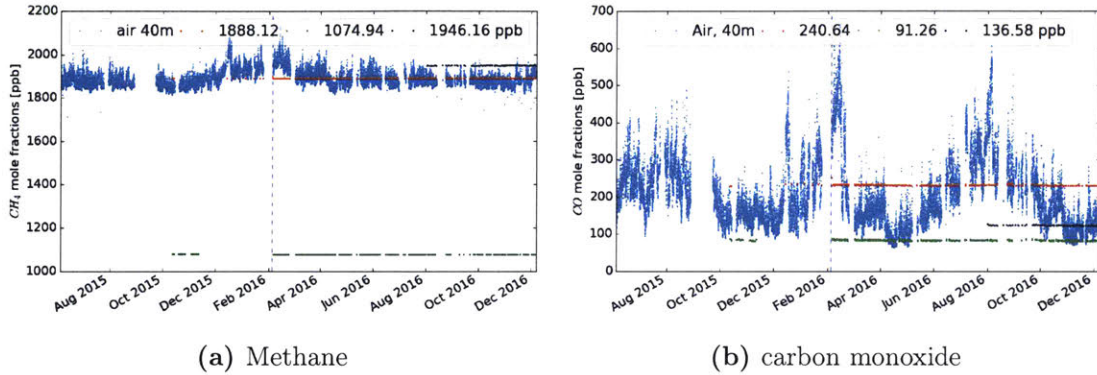 air 40m 1888.12 1074.94 1946.16 ppb
CH4 mole fractions [ppb]
2200
2000
1800
1600
1400
1200
1000
Aug 2015 Oct 2015 Dec 2015 Feb 2016 Apr 2016 Jun 2016 Aug 2016 Oct 2016 Dec 2016
(a) Methane
Air, 40m 240.64 91.26 136.58 ppb
CO mole fractions [ppb]
700
600
500
400
300
200
100
0
Aug 2015 Oct 2015 Dec 2015 Feb 2016 Apr 2016 Jun 2016 Aug 2016 Oct 2016 Dec 2016
(b) carbon monoxide